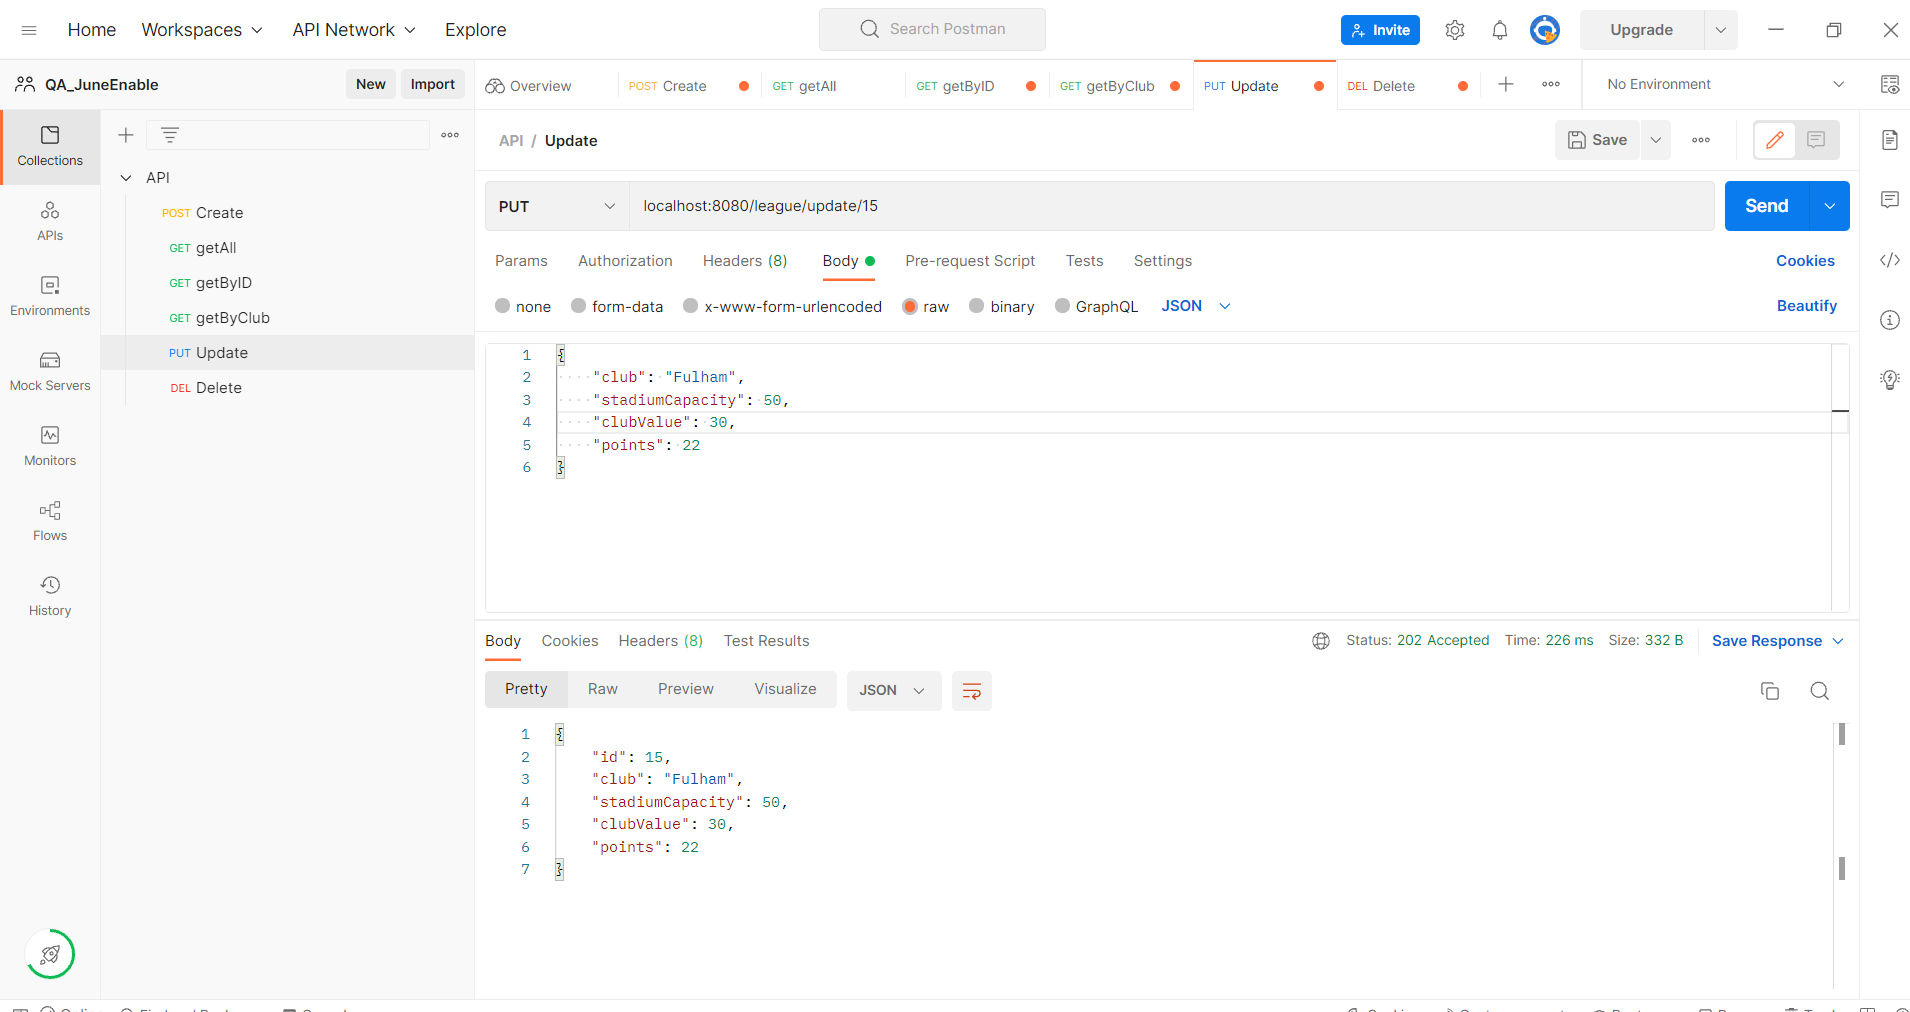 Home Workspaces API Network Explore Search Postman Invite Upgrade
QA_JuneEnable New Import Overview POST Create GET getAll GET getByID GET getByClub PUT Update DEL Delete No Environment
Collections
APIs
Environments
Mock Servers
Monitors
Flows
History
API
POST Create
GET getAll
GET getByID
GET getByClub
PUT Update
DEL Delete
API / Update Save
PUT localhost:8080/league/update/15 Send
Params Authorization Headers (8) Body Pre-request Script Tests Settings Cookies
none form-data x-www-form-urlencoded raw binary GraphQL JSON Beautify
1 {
2 "club": "Fulham",
3 "stadiumCapacity": 50,
4 "clubValue": 30,
5 "points": 22
6 }
Body Cookies Headers (8) Test Results Status: 202 Accepted Time: 226 ms Size: 332 B Save Response
Pretty Raw Preview Visualize JSON
1 {
2 "id": 15,
3 "club": "Fulham",
4 "stadiumCapacity": 50,
5 "clubValue": 30,
6 "points": 22
7 }